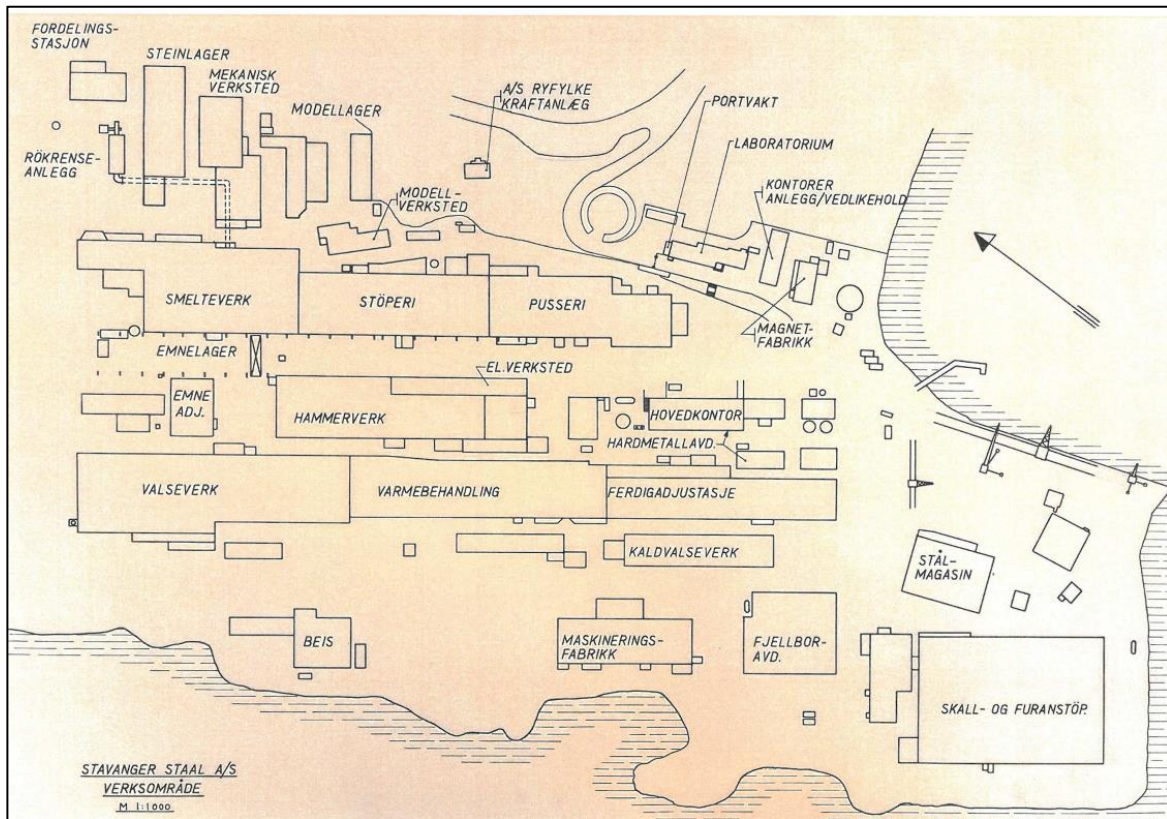 FORDELINGS-
STASJON
STEINLAGER
MEKANISK
VERKSTED
MODELLAGER
A/S RYFYLKE
KRAFTANLÆG
PORTVAKT
LABORATORIUM
KONTORER
ANLEGG/VEDLIKEHOLD
RÖKRENSE-
ANLEGG
MODELL-
VERKSTED
SMELTEVERK
STÖPERI
PUSSERI
MAGNET-
FABRIKK
EMNELAGER
EL.VERKSTED
EMNE
ADJ.
HAMMERVERK
HOVEDKONTOR
HARDMETALLAVD.
VALSEVERK
VARMEBEHANDLING
FERDIGADJUSTASJE
KALDVALSEVERK
STÅL-
MAGASIN
BEIS
MASKINERINGS-
FABRIKK
FJELLBOR-
AVD.
SKALL- OG FURANSTÖP.
STAVANGER STAAL A/S
VERKSOMRÅDE
M 1:1000